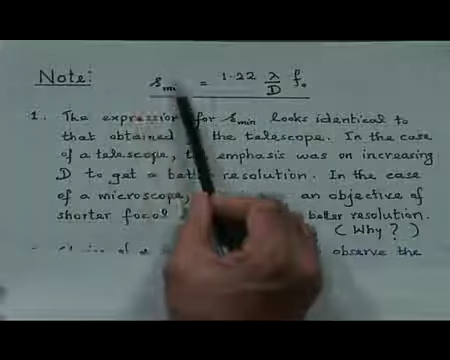 Note: s_mi = 1.22 λ/D f₀
1. The expression for s_min looks identical to
that obtained the telescope. In the case
of a telescope, emphasis was on increasing
D to get a better resolution. In the case
of a microscope, an objective of
shorter focal better resolution.
(Why?)
observe the